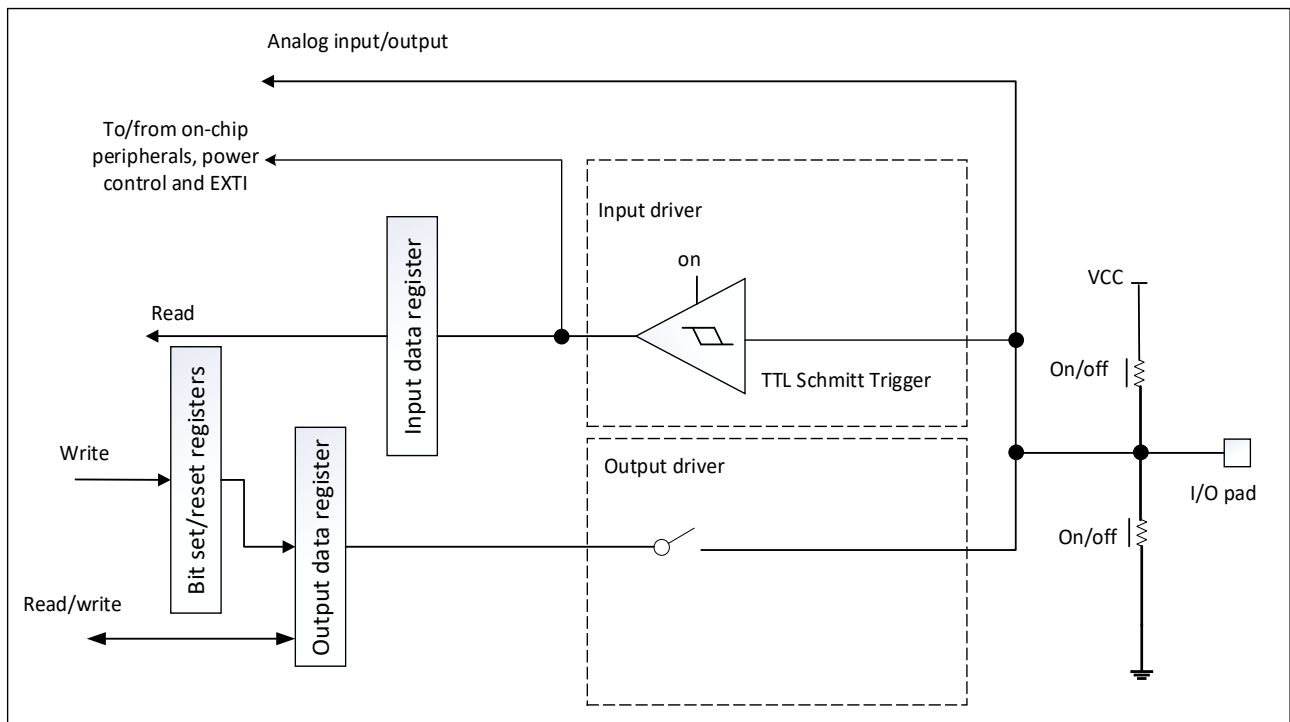 Analog input/output
To/from on-chip
peripherals, power
control and EXTI
Input driver
on
VCC
Read
Input data register
TTL Schmitt Trigger
On/off
Bit set/reset registers
Write
Output data register
Output driver
I/O pad
On/off
Read/write